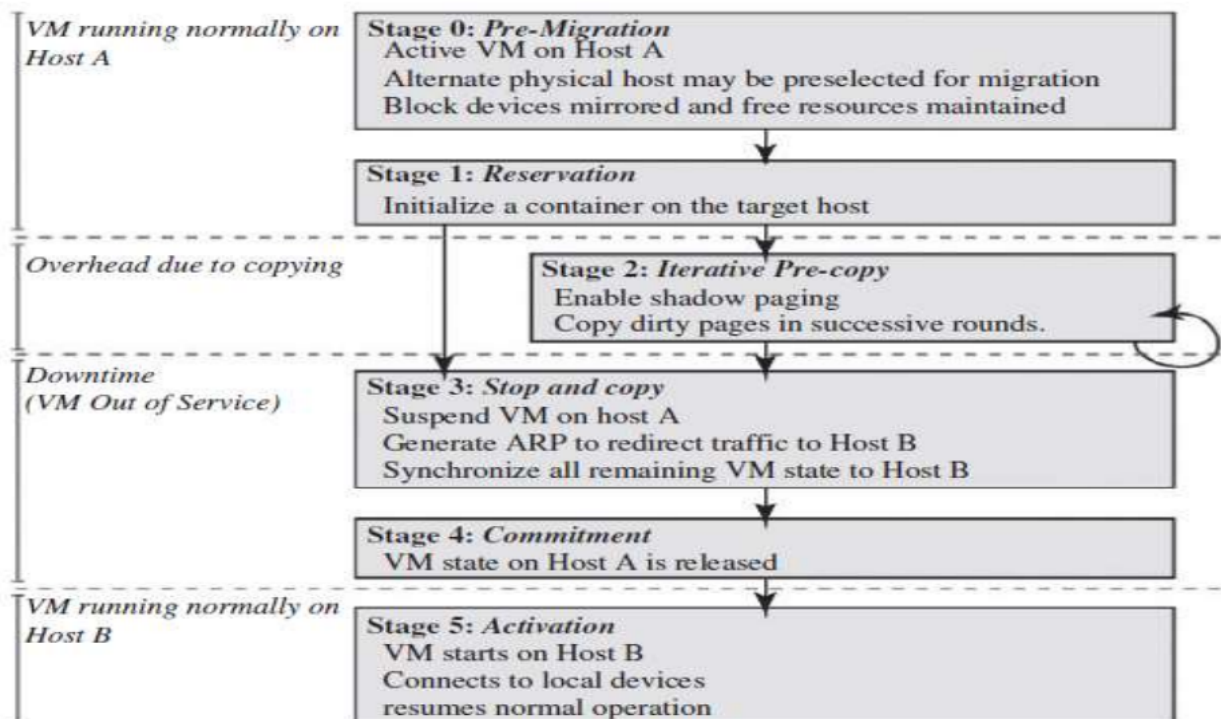 VM running normally on
Host A
Stage 0: Pre-Migration
Active VM on Host A
Alternate physical host may be preselected for migration
Block devices mirrored and free resources maintained
Stage 1: Reservation
Initialize a container on the target host
Overhead due to copying
Stage 2: Iterative Pre-copy
Enable shadow paging
Copy dirty pages in successive rounds.
Downtime
(VM Out of Service)
Stage 3: Stop and copy
Suspend VM on host A
Generate ARP to redirect traffic to Host B
Synchronize all remaining VM state to Host B
Stage 4: Commitment
VM state on Host A is released
VM running normally on
Host B
Stage 5: Activation
VM starts on Host B
Connects to local devices
resumes normal operation